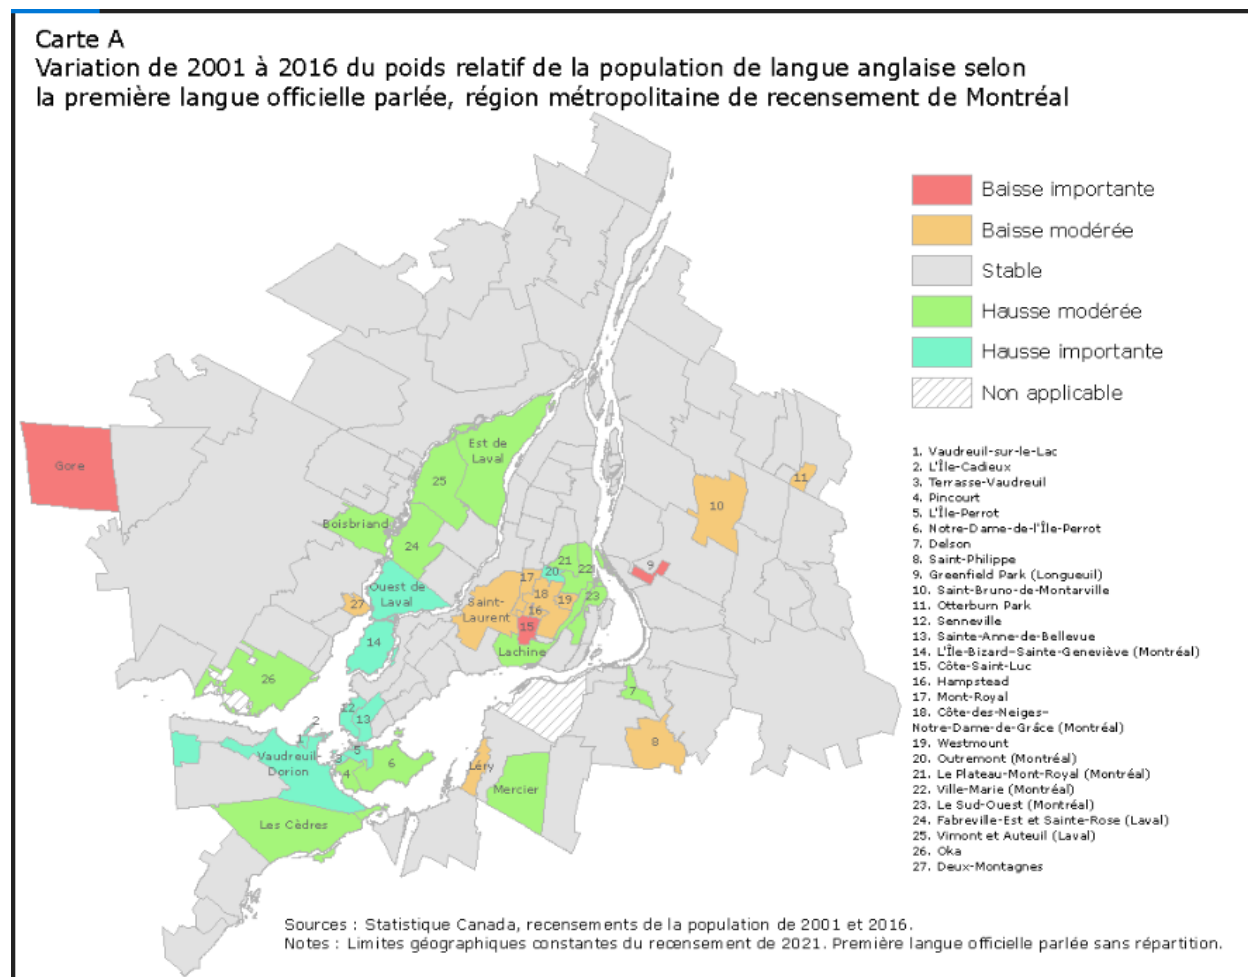 Carte A
Variation de 2001 à 2016 du poids relatif de la population de langue anglaise selon
la première langue officielle parlée, région métropolitaine de recensement de Montréal
Baisse importante
Baisse modérée
Stable
Hausse modérée
Hausse importante
Non applicable
Gore
Est de
Laval
25
Boisbriand
24
10
11
9
21
20
22
17
18
19
23
16
15
Saint-
Laurent
Lachine
Ouest de
Laval
27
14
26
12
13
2
1
3
5
4
6
Vaudreuil-
Dorion
Les Cèdres
Léry
Mercier
7
8
1. Vaudreuil-sur-le-Lac
2. L'Île-Cadieux
3. Terrasse-Vaudreuil
4. Pincourt
5. L'Île-Perrot
6. Notre-Dame-de-l'Île-Perrot
7. Delson
8. Saint-Philippe
9. Greenfield Park (Longueuil)
10. Saint-Bruno-de-Montarville
11. Otterburn Park
12. Senneville
13. Sainte-Anne-de-Bellevue
14. L'Île-Bizard-Sainte-Geneviève (Montréal)
15. Côte-Saint-Luc
16. Hampstead
17. Mont-Royal
18. Côte-des-Neiges-
Notre-Dame-de-Grâce (Montréal)
19. Westmount
20. Outremont (Montréal)
21. Le Plateau-Mont-Royal (Montréal)
22. Ville-Marie (Montréal)
23. Le Sud-Ouest (Montréal)
24. Fabreville-Est et Sainte-Rose (Laval)
25. Vimont et Auteuil (Laval)
26. Oka
27. Deux-Montagnes
Sources : Statistique Canada, recensements de la population de 2001 et 2016.
Notes : Limites géographiques constantes du recensement de 2021. Première langue officielle parlée sans répartition.